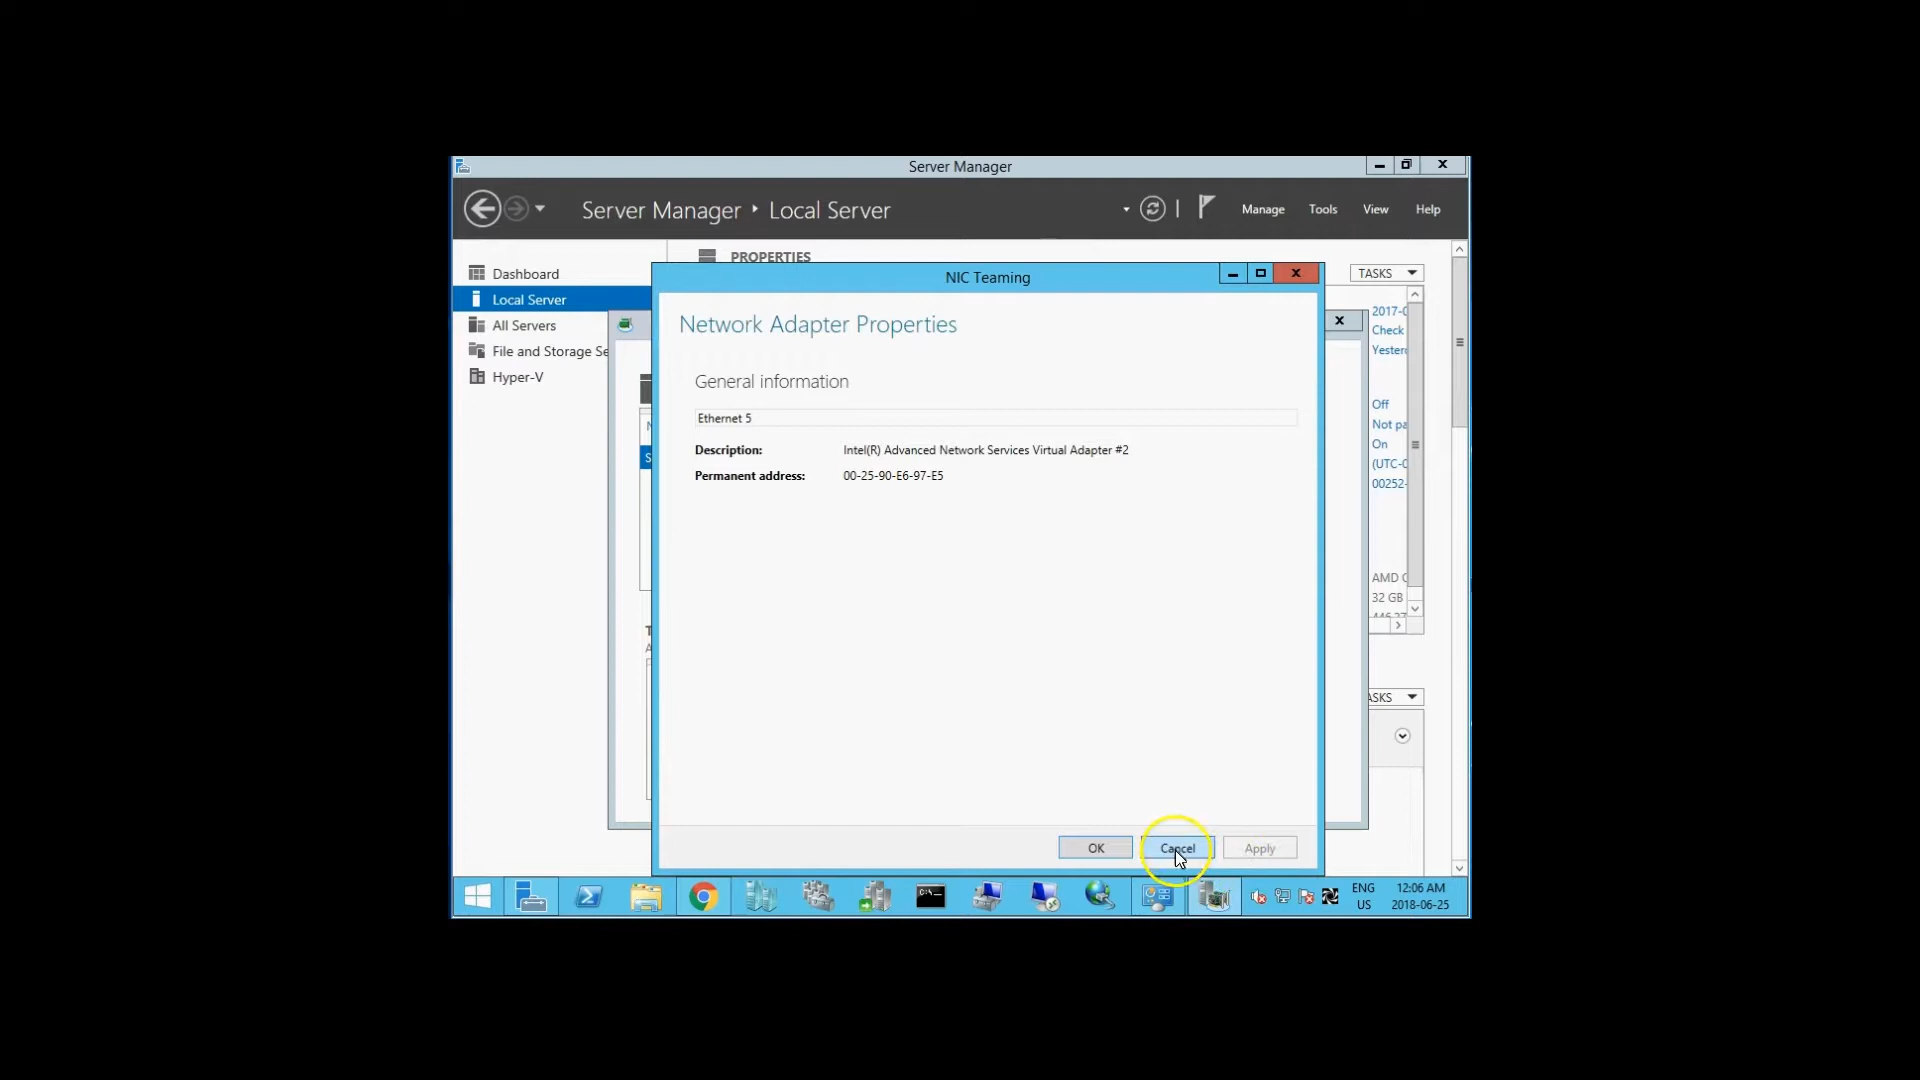 Server Manager
Server Manager • Local Server
Manage Tools View Help
Dashboard
Local Server
All Servers
File and Storage Se
Hyper-V
PROPERTIES
TASKS
NIC Teaming
Network Adapter Properties
General information
Ethernet 5
Description: Intel(R) Advanced Network Services Virtual Adapter #2
Permanent address: 00-25-90-E6-97-E5
OK Cancel Apply
Check
Yester
Off
Not pa
On
(UTC-0
00252-
AMD
32 GB
ASKS
ENG
US
12:06 AM
2018-06-25